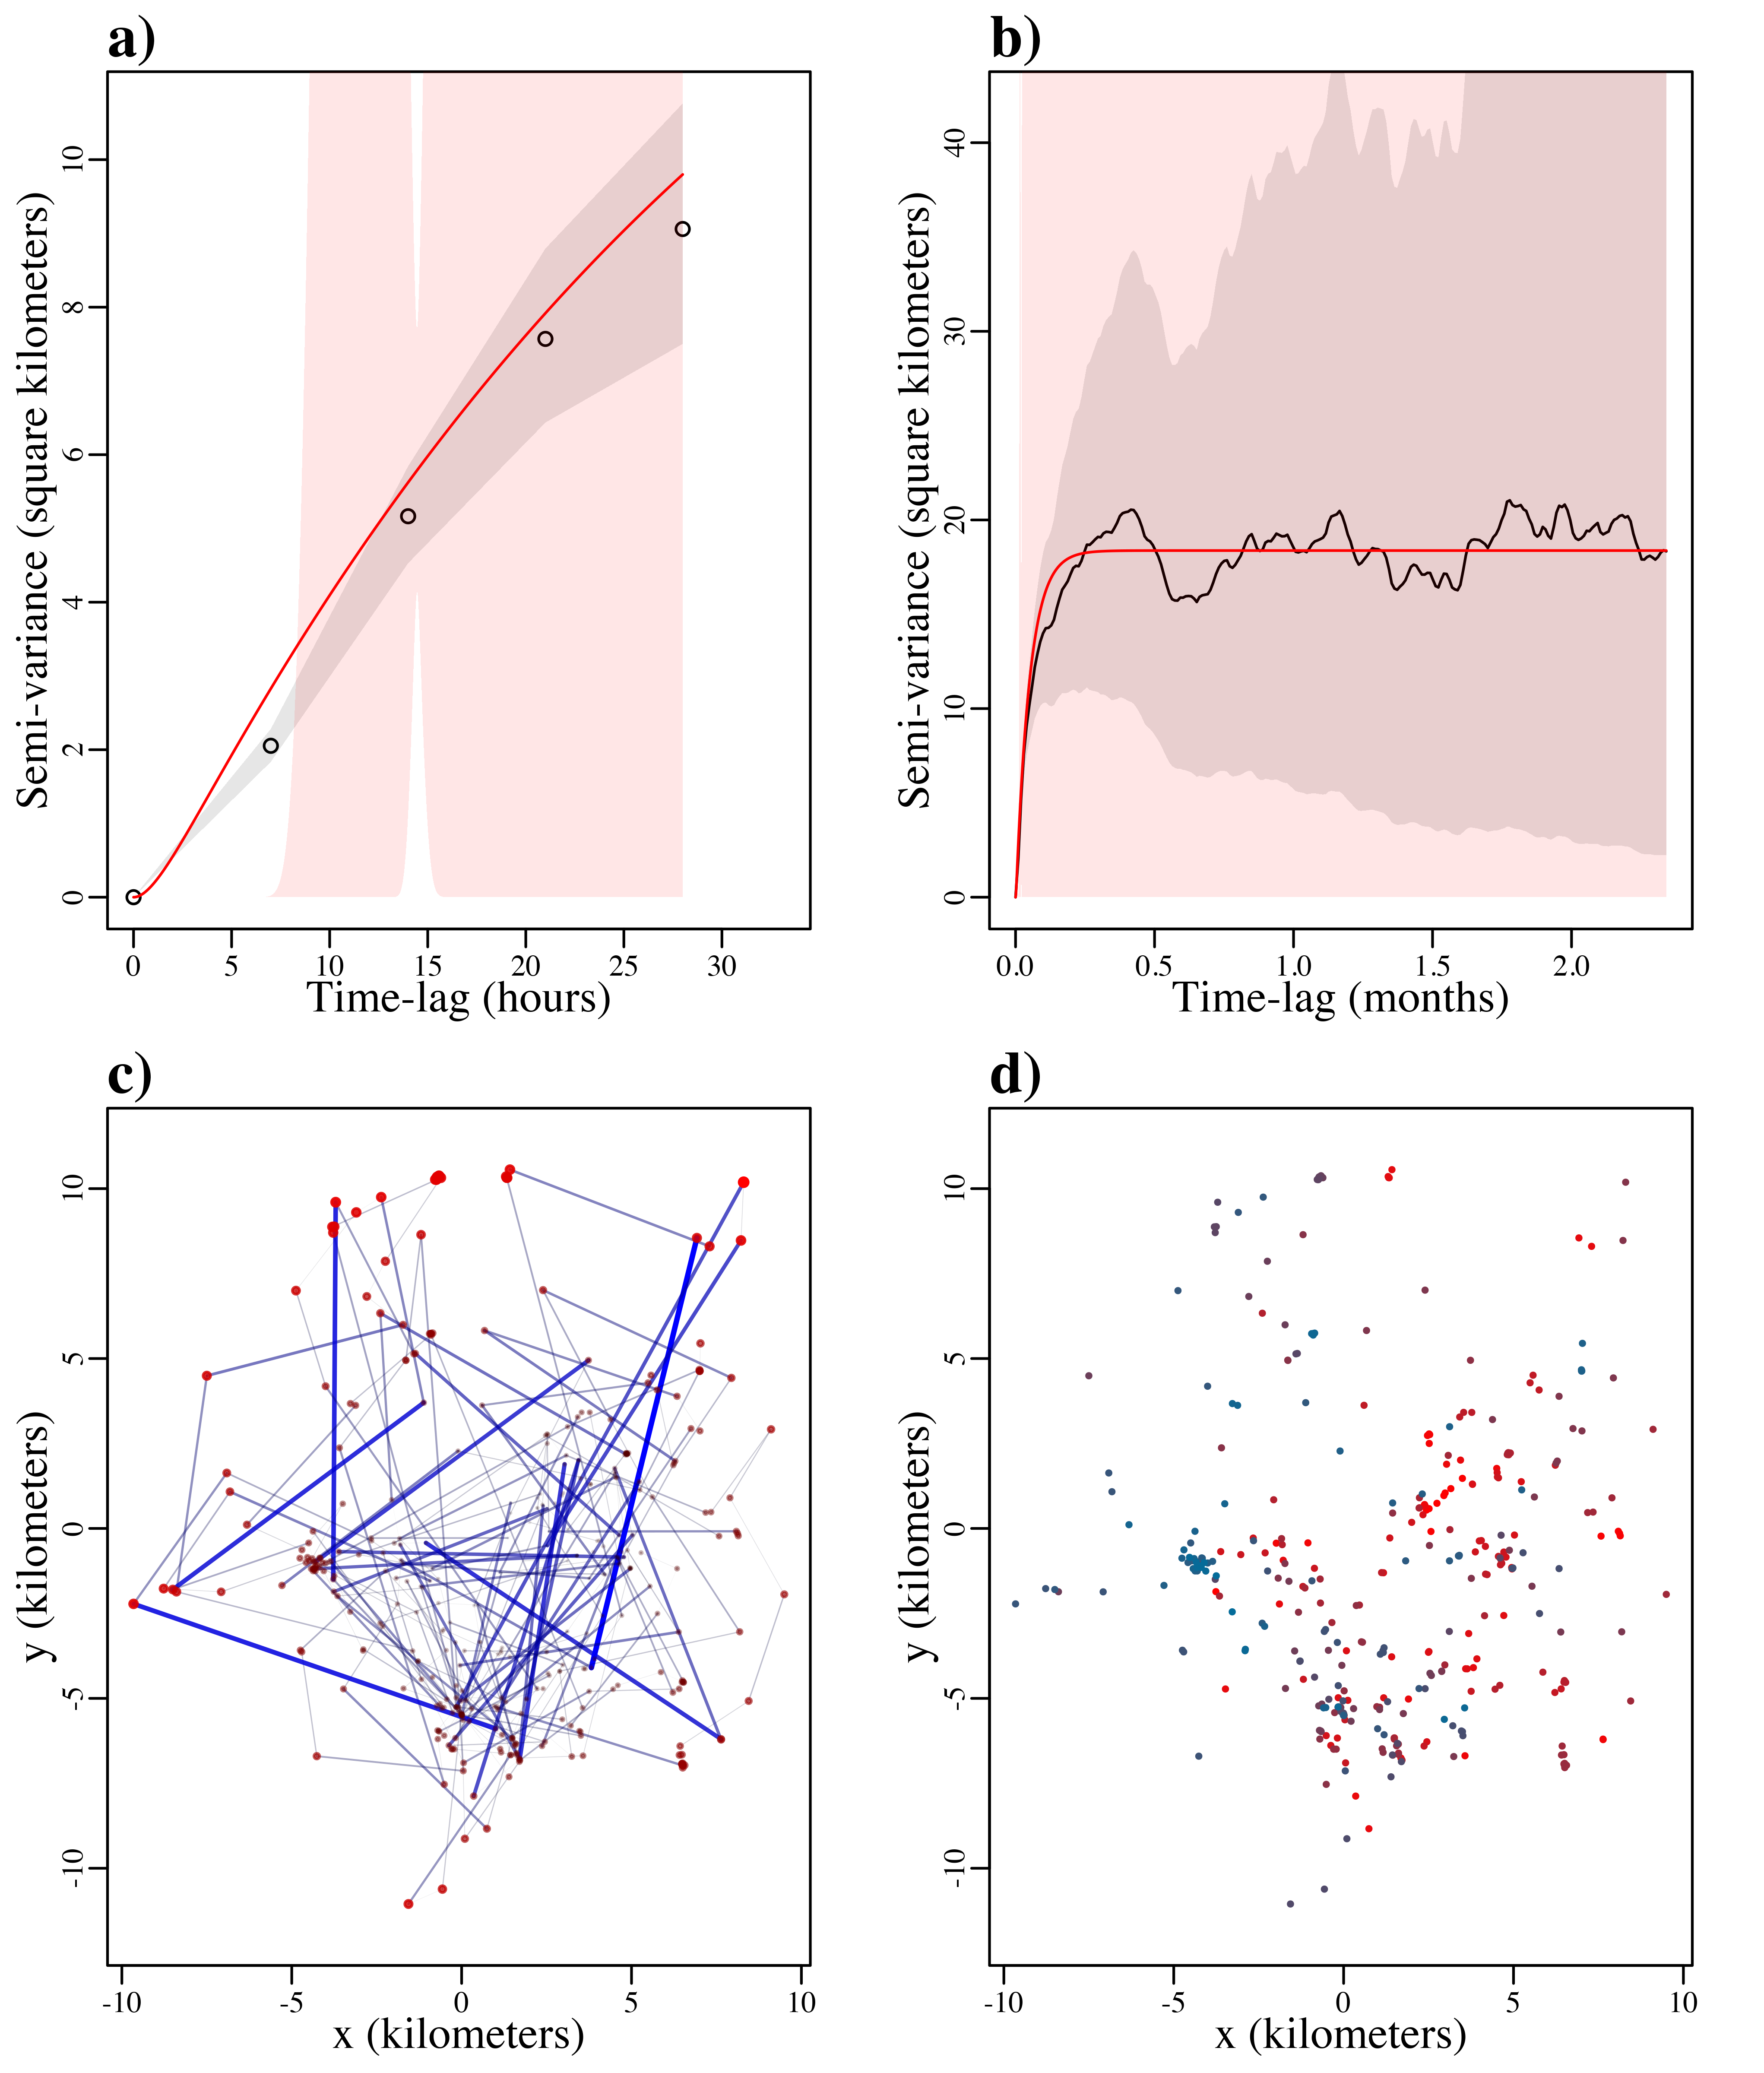 a)
Semi-variance (square kilometers)
10
8
6
4
2
0
0 5 10 15 20 25 30
Time-lag (hours)
b)
Semi-variance (square kilometers)
40
30
20
10
0
0.0 0.5 1.0 1.5 2.0
Time-lag (months)
c)
y (kilometers)
10
5
0
-5
-10
-10 -5 0 5 10
x (kilometers)
d)
y (kilometers)
10
5
0
-5
-10
-10 -5 0 5 10
x (kilometers)